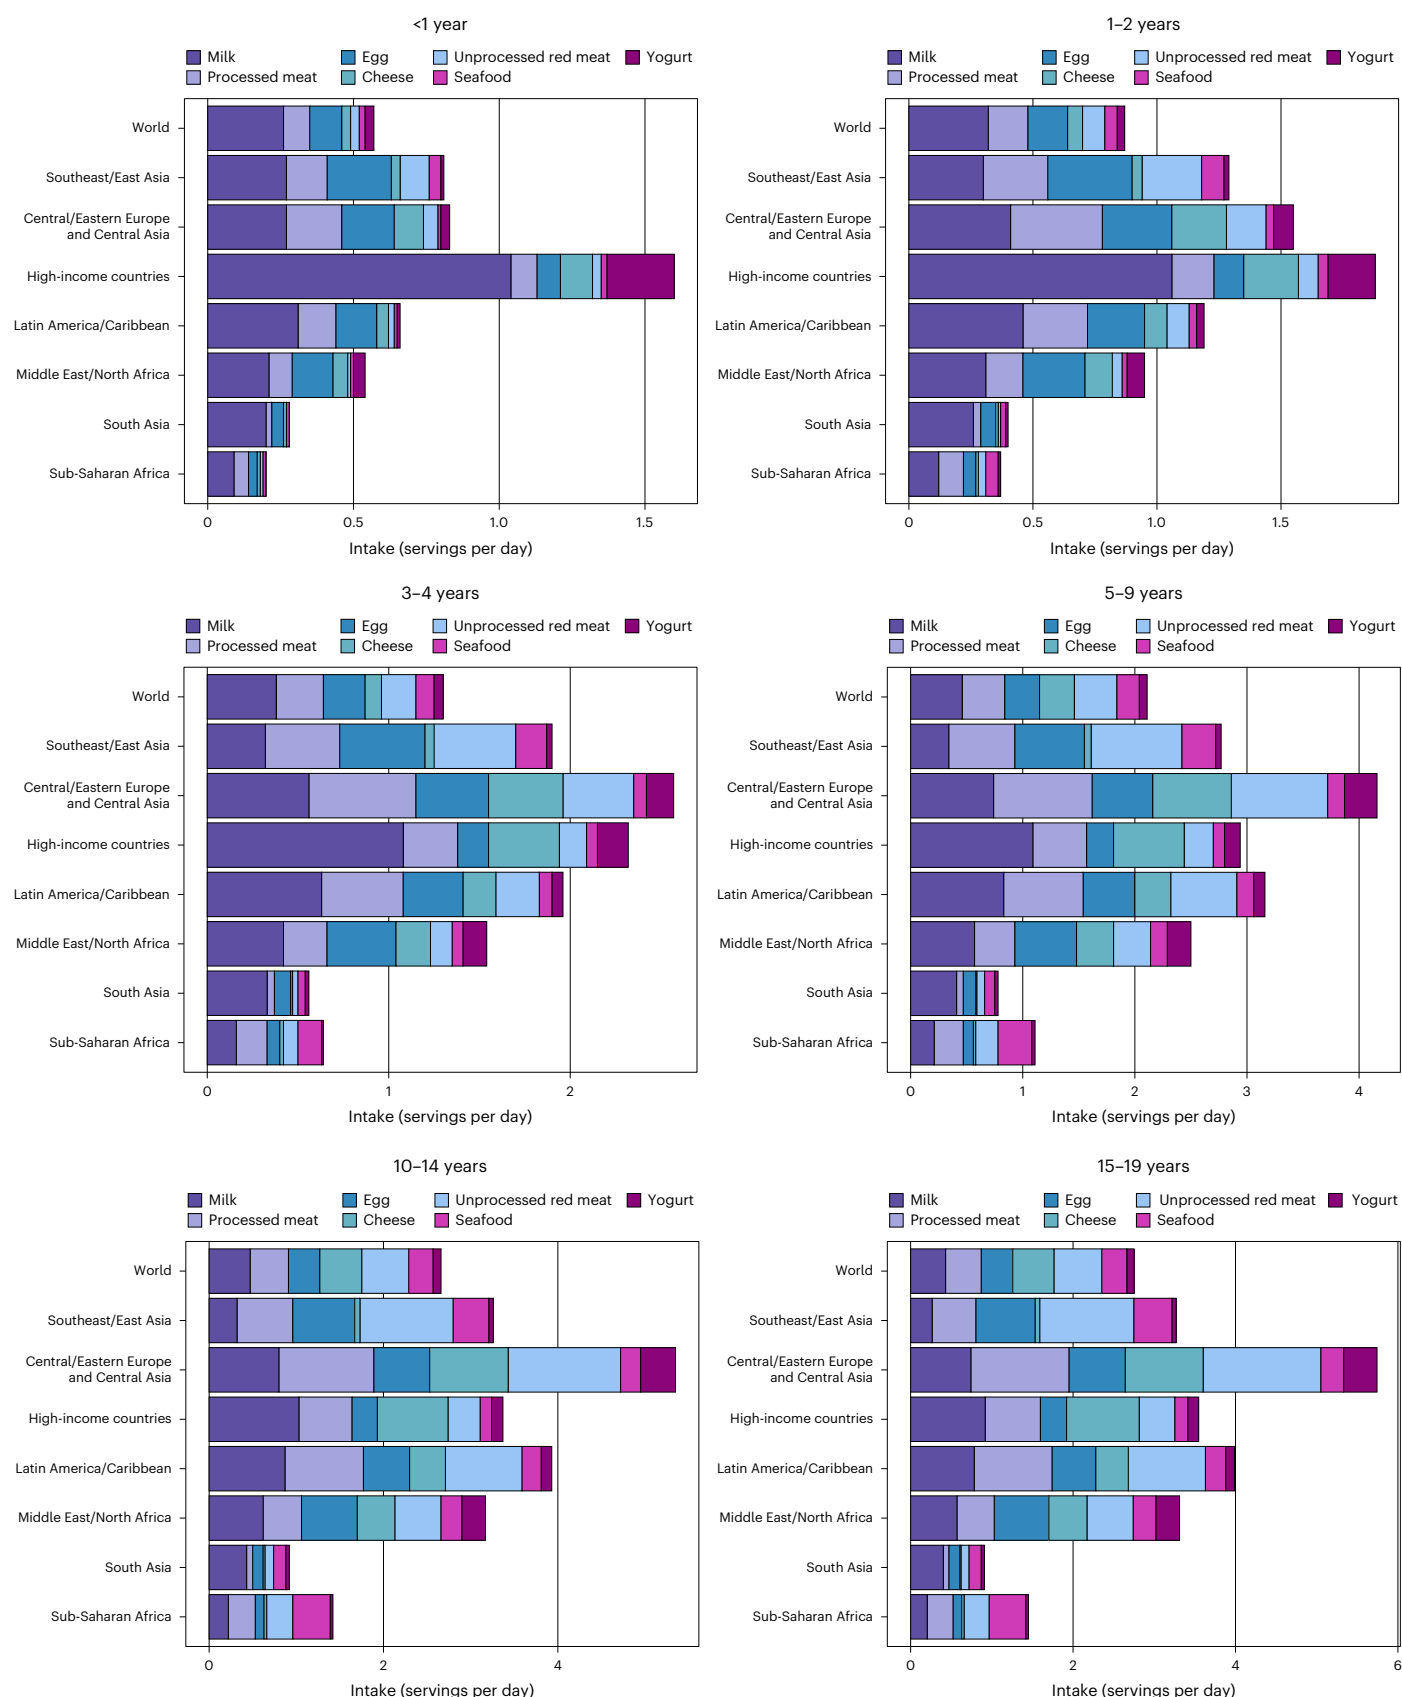 <1 year
Milk Egg Unprocessed red meat Yogurt
Processed meat Cheese Seafood
World
Southeast/East Asia
Central/Eastern Europe
and Central Asia
High-income countries
Latin America/Caribbean
Middle East/North Africa
South Asia
Sub-Saharan Africa
0 0.5 1.0 1.5
Intake (servings per day)
1–2 years
Milk Egg Unprocessed red meat Yogurt
Processed meat Cheese Seafood
World
Southeast/East Asia
Central/Eastern Europe
and Central Asia
High-income countries
Latin America/Caribbean
Middle East/North Africa
South Asia
Sub-Saharan Africa
0 0.5 1.0 1.5
Intake (servings per day)
3–4 years
Milk Egg Unprocessed red meat Yogurt
Processed meat Cheese Seafood
World
Southeast/East Asia
Central/Eastern Europe
and Central Asia
High-income countries
Latin America/Caribbean
Middle East/North Africa
South Asia
Sub-Saharan Africa
0 1 2
Intake (servings per day)
5–9 years
Milk Egg Unprocessed red meat Yogurt
Processed meat Cheese Seafood
World
Southeast/East Asia
Central/Eastern Europe
and Central Asia
High-income countries
Latin America/Caribbean
Middle East/North Africa
South Asia
Sub-Saharan Africa
0 1 2 3 4
Intake (servings per day)
10–14 years
Milk Egg Unprocessed red meat Yogurt
Processed meat Cheese Seafood
World
Southeast/East Asia
Central/Eastern Europe
and Central Asia
High-income countries
Latin America/Caribbean
Middle East/North Africa
South Asia
Sub-Saharan Africa
0 2 4
Intake (servings per day)
15–19 years
Milk Egg Unprocessed red meat Yogurt
Processed meat Cheese Seafood
World
Southeast/East Asia
Central/Eastern Europe
and Central Asia
High-income countries
Latin America/Caribbean
Middle East/North Africa
South Asia
Sub-Saharan Africa
0 2 4 6
Intake (servings per day)